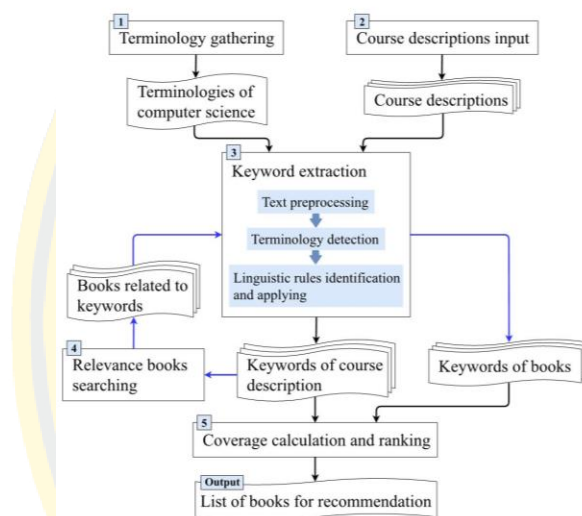 1
Terminology gathering
2
Course descriptions input
Terminologies of
computer science
Course descriptions
3
Keyword extraction
Text preprocessing
Terminology detection
Linguistic rules identification
and applying
Books related to
keywords
4
Relevance books
searching
Keywords of course
description
Keywords of books
5
Coverage calculation and ranking
Output
List of books for recommendation